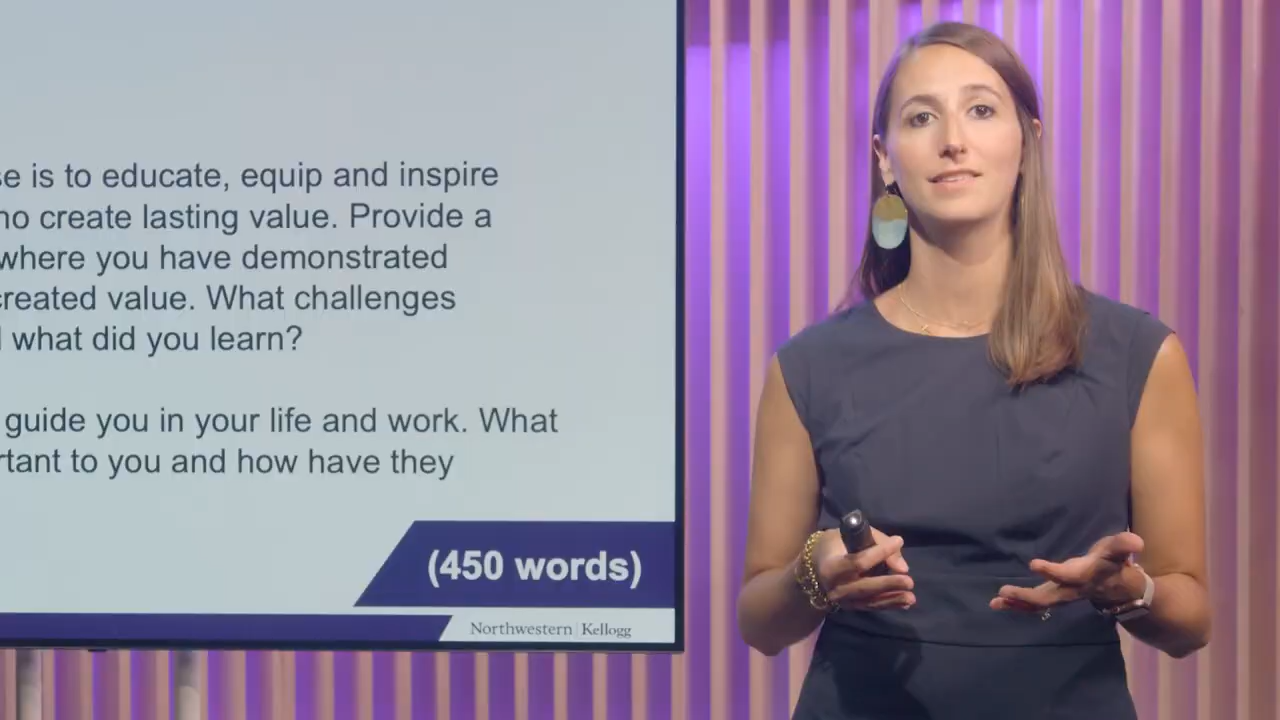 se is to educate, equip and inspire
ho create lasting value. Provide a
where you have demonstrated
created value. What challenges
what did you learn?
guide you in your life and work. What
rtant to you and how have they
(450 words)
Northwestern | Kellogg